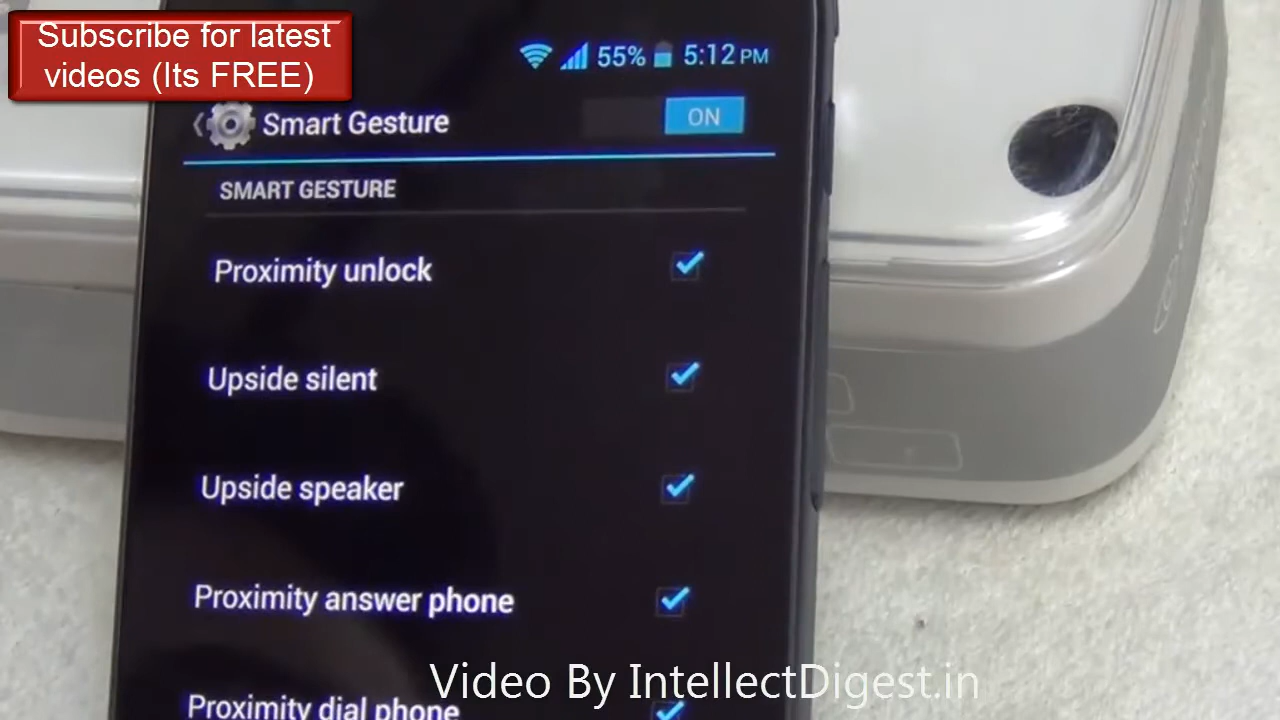 Subscribe for latest
videos (Its FREE)
55% 5:12 PM
Smart Gesture ON
SMART GESTURE
Proximity unlock
Upside silent
Upside speaker
Proximity answer phone
Proximity dial phone
Video By IntellectDigest.in